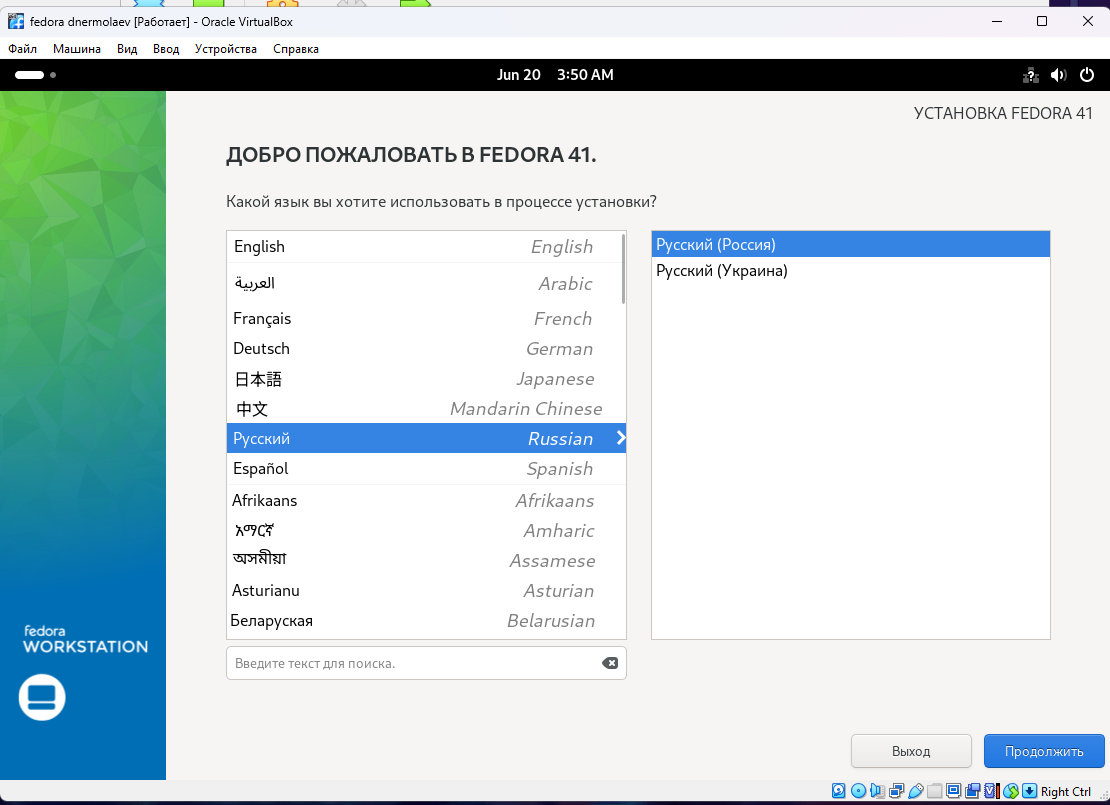 fedora dnermolaev [Работает] - Oracle VirtualBox
Файл Машина Вид Ввод Устройства Справка
Jun 20 3:50 AM
УСТАНОВКА FEDORA 41
ДОБРО ПОЖАЛОВАТЬ В FEDORA 41.
Какой язык вы хотите использовать в процессе установки?
English English
العربية Arabic
Français French
Deutsch German
日本語 Japanese
中文 Mandarin Chinese
Русский Russian
Español Spanish
Afrikaans Afrikaans
አማርኛ Amharic
অসমীয়া Assamese
Asturianu Asturian
Беларуская Belarusian
Русский (Россия)
Русский (Украина)
Введите текст для поиска.
fedora
WORKSTATION
Выход Продолжить
Right Ctrl